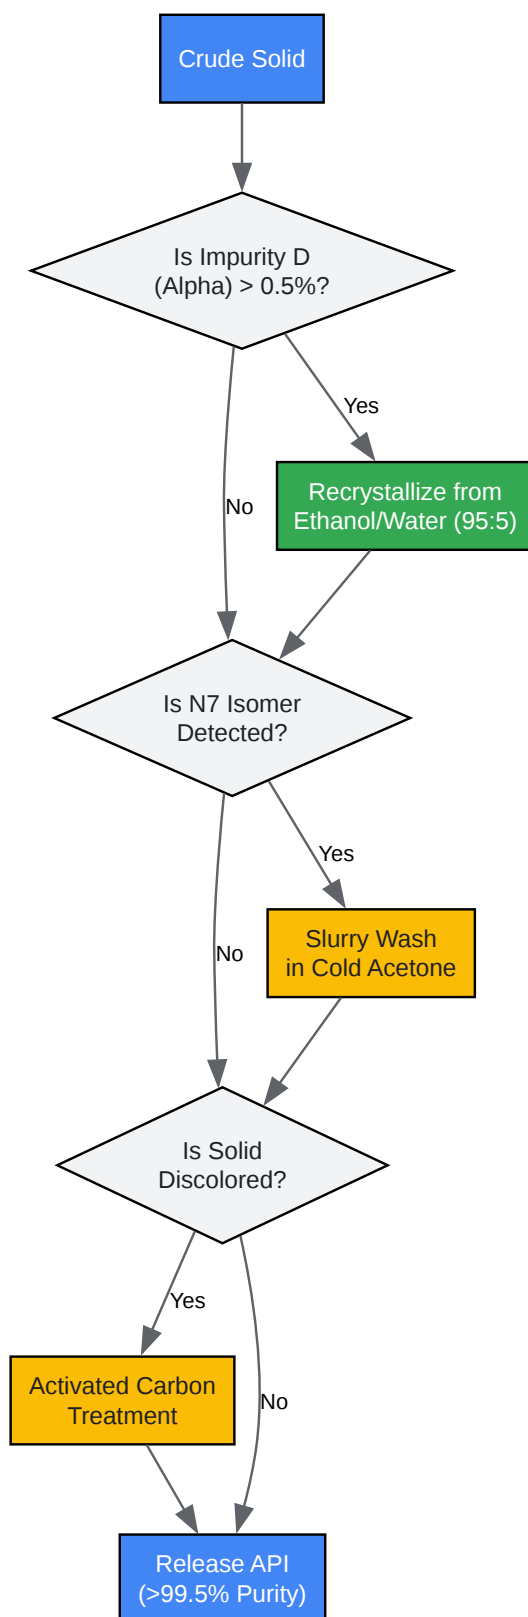 Crude Solid
Is Impurity D
(Alpha) > 0.5%?
Yes
Recrystallize from
Ethanol/Water (95:5)
No
Is N7 Isomer
Detected?
Yes
Slurry Wash
in Cold Acetone
No
Is Solid
Discolored?
Yes
Activated Carbon
Treatment
No
Release API
(>99.5% Purity)